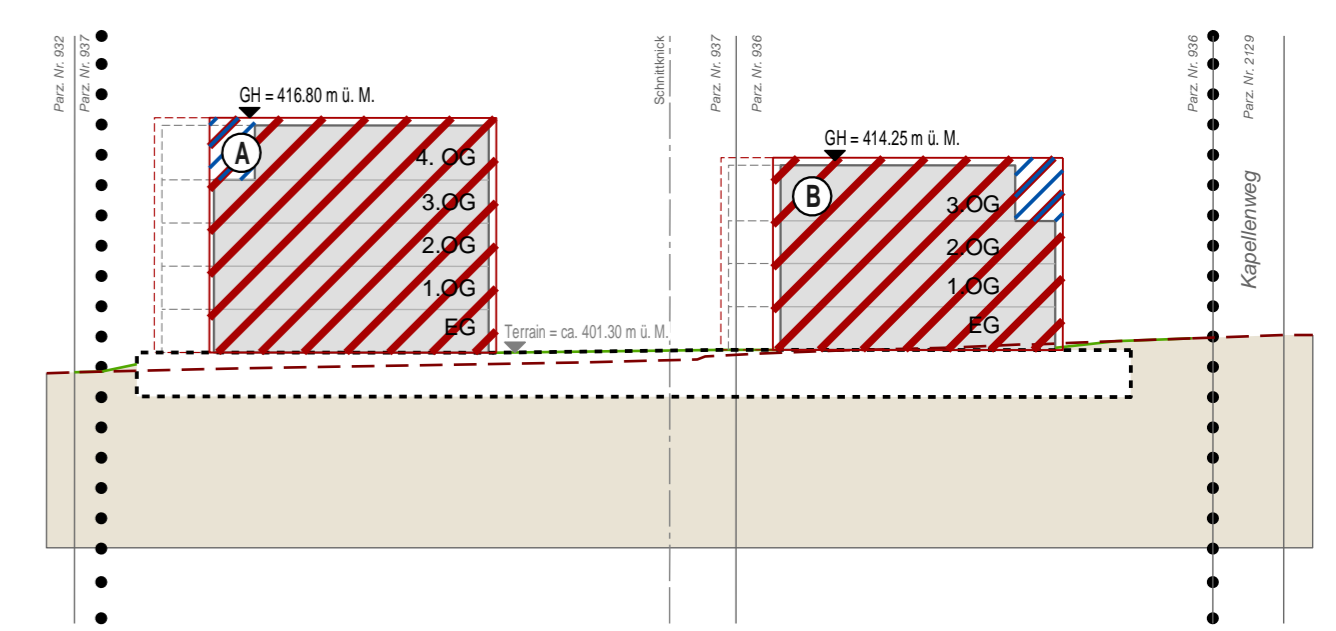 Parz. Nr. 932
Parz. Nr. 937
Schnittknick
Parz. Nr. 937
Parz. Nr. 936
Parz. Nr. 936
Parz. Nr. 2129
Kapellenweg
GH = 416.80 m ü. M.
A
4. OG
3.OG
2.OG
1.OG
EG
Terrain = ca. 401.30 m ü. M.
GH = 414.25 m ü. M.
B
3.OG
2.OG
1.OG
EG